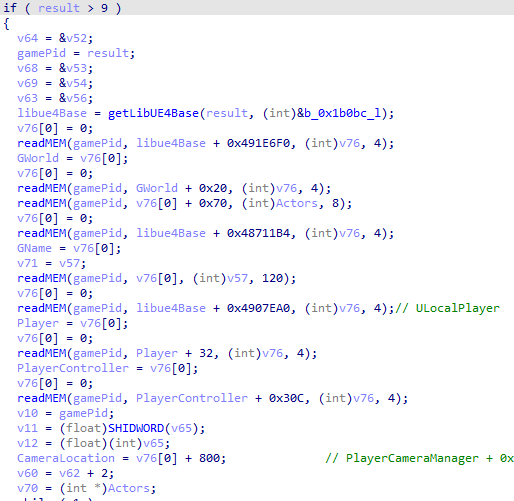 if ( result > 9 )
{
v64 = &v52;
gamePid = result;
v68 = &v53;
v69 = &v54;
v63 = &v56;
libue4Base = getLibUE4Base(result, (int)&b_0x1b0bc_l);
v76[0] = 0;
readMEM(gamePid, libue4Base + 0x491E6F0, (int)v76, 4);
GWorld = v76[0];
v76[0] = 0;
readMEM(gamePid, GWorld + 0x20, (int)v76, 4);
readMEM(gamePid, v76[0] + 0x70, (int)Actors, 8);
v76[0] = 0;
readMEM(gamePid, libue4Base + 0x48711B4, (int)v76, 4);
GName = v76[0];
v71 = v57;
readMEM(gamePid, v76[0], (int)v57, 120);
v76[0] = 0;
readMEM(gamePid, libue4Base + 0x4907EA0, (int)v76, 4);// ULocalPlayer
Player = v76[0];
v76[0] = 0;
readMEM(gamePid, Player + 32, (int)v76, 4);
PlayerController = v76[0];
v76[0] = 0;
readMEM(gamePid, PlayerController + 0x30C, (int)v76, 4);
v10 = gamePid;
v11 = (float)SHIDWORD(v65);
v12 = (float)(int)v65;
CameraLocation = v76[0] + 800; // PlayerCameraManager + 0x
v60 = v62 + 2;
v70 = (int *)Actors;